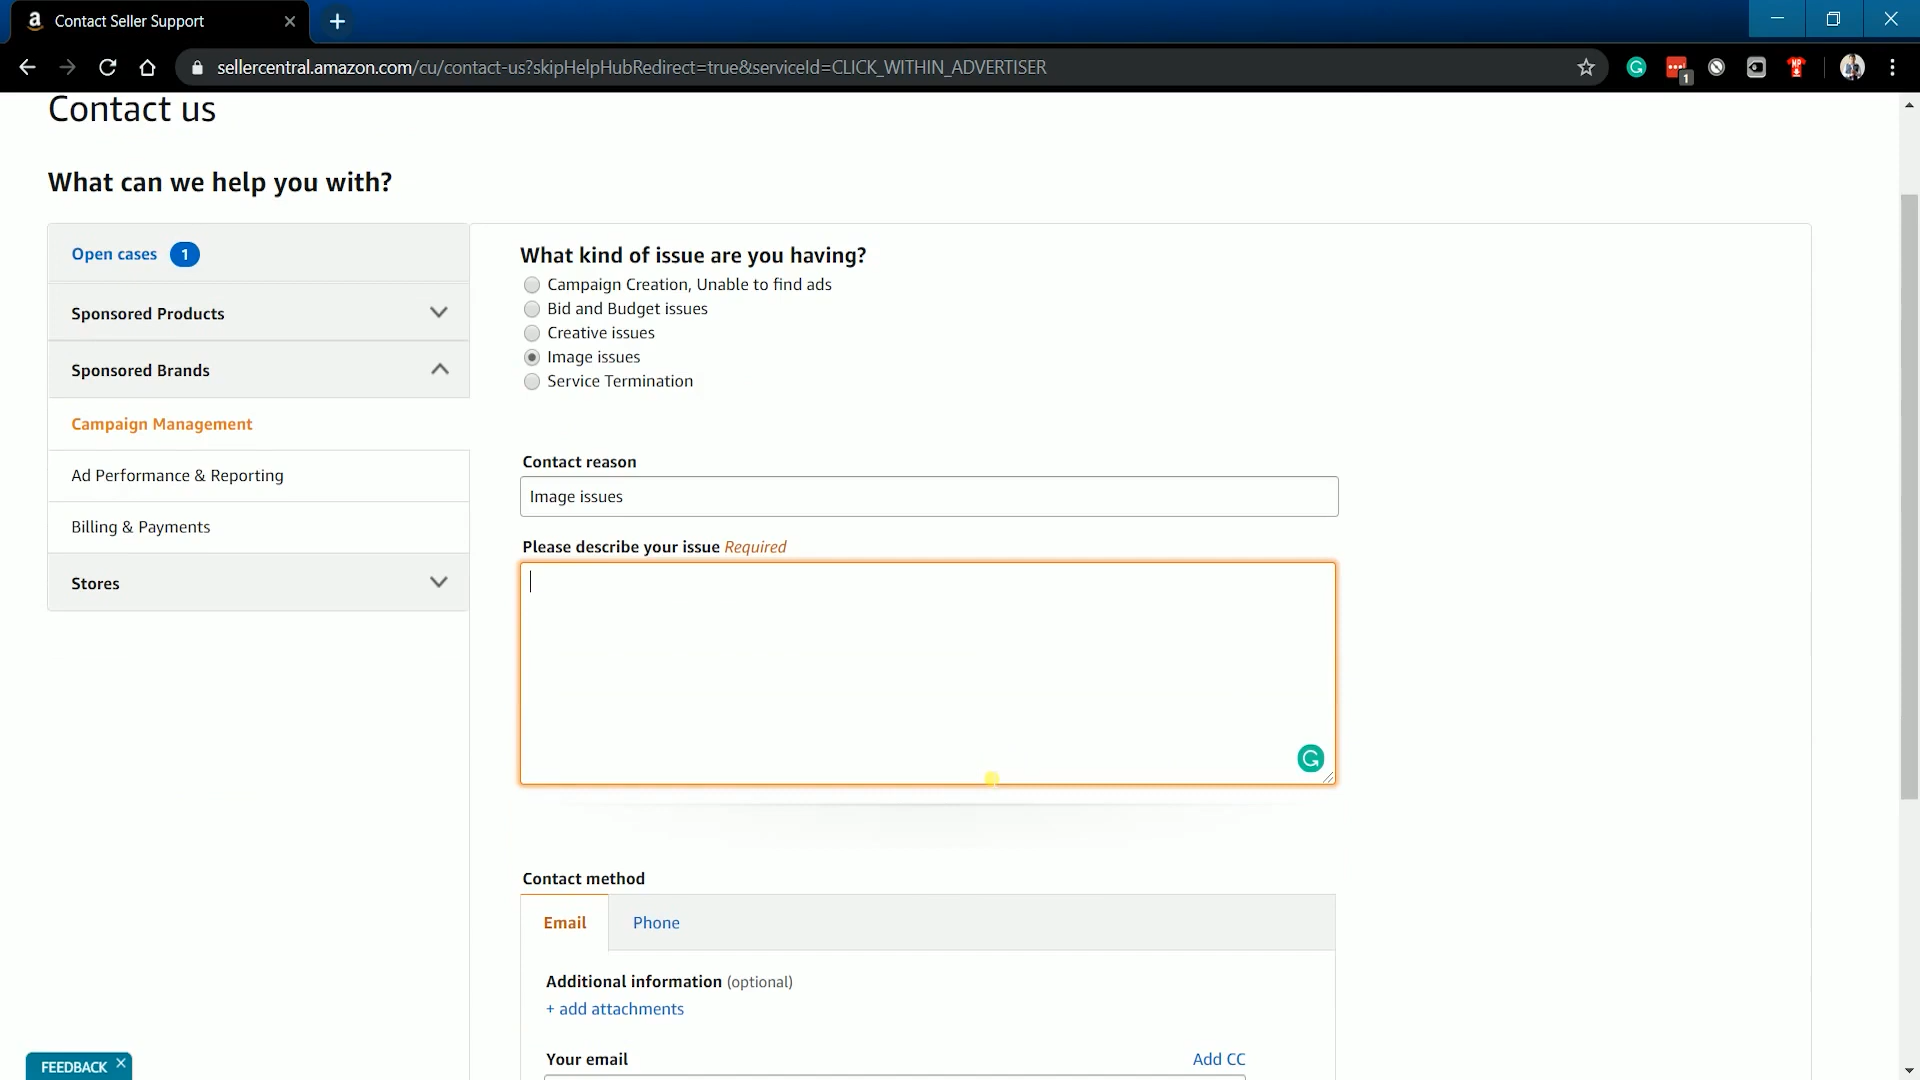 Contact Seller Support
sellercentral.amazon.com/cu/contact-us?skipHelpHubRedirect=true&serviceId=CLICK_WITHIN_ADVERTISER
1
Contact us
What can we help you with?
Open cases 1
Sponsored Products
Sponsored Brands
Campaign Management
Ad Performance & Reporting
Billing & Payments
Stores
What kind of issue are you having?
Campaign Creation, Unable to find ads
Bid and Budget issues
Creative issues
Image issues
Service Termination
Contact reason
Image issues
Please describe your issue Required
Contact method
Email Phone
Additional information (optional)
+ add attachments
Your email Add CC
FEEDBACK